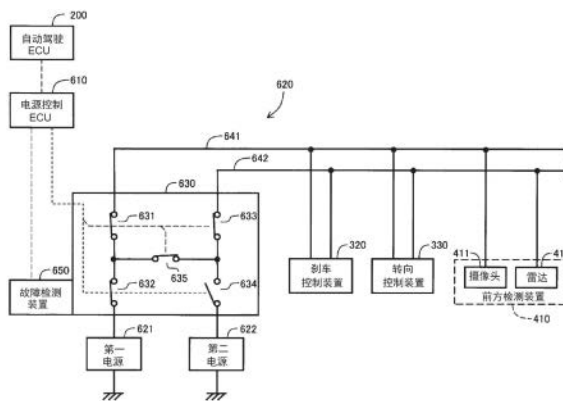 200
自动驾驶
ECU
610
电源控制
ECU
620
641
642
630
631
633
635
632
634
650
故障检测
装置
621
第一
电源
622
第二
电源
320
刹车
控制装置
330
转向
控制装置
411
摄像头
雷达
前方检测装置
410